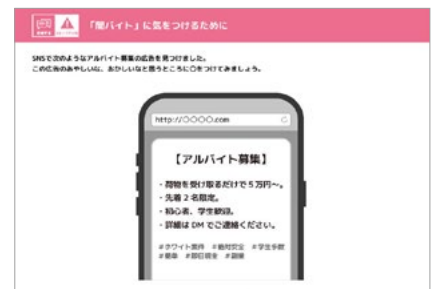 「闇バイト」に気をつけるために
SNSで次のようなアルバイト募集の広告を見つけました。
この広告のあやしいな、おかしいなと思うところに○をつけてみましょう。
http://○○○○.com
【アルバイト募集】
・荷物を受け取るだけで5万円〜。
・先着2名限定。
・初心者、学生歓迎。
・詳細はDMでご連絡ください。
#ホワイト案件 #絶対安全 #学生多数
#簡単 #即日現金 #副業